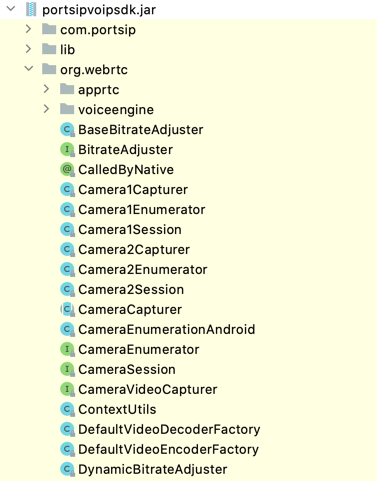 portsipvoipsdk.jar
com.portsip
lib
org.webrtc
apprtc
voiceengine
C BaseBitrateAdjuster
I BitrateAdjuster
@ CalledByNative
C Camera1Capturer
C Camera1Enumerator
C Camera1Session
C Camera2Capturer
C Camera2Enumerator
C Camera2Session
C CameraCapturer
C CameraEnumerationAndroid
I CameraEnumerator
I CameraSession
I CameraVideoCapturer
C ContextUtils
C DefaultVideoDecoderFactory
C DefaultVideoEncoderFactory
C DynamicBitrateAdjuster